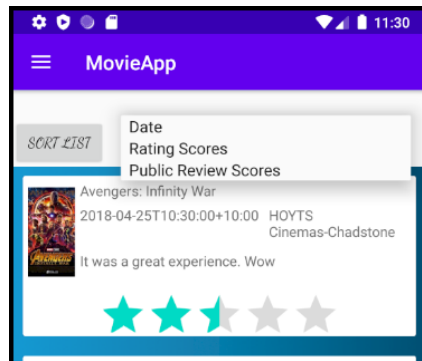 11:30
MovieApp
SORT LIST
Date
Rating Scores
Public Review Scores
Avengers: Infinity War
2018-04-25T10:30:00+10:00 HOYTS
Cinemas-Chadstone
It was a great experience. Wow
AVENGERS